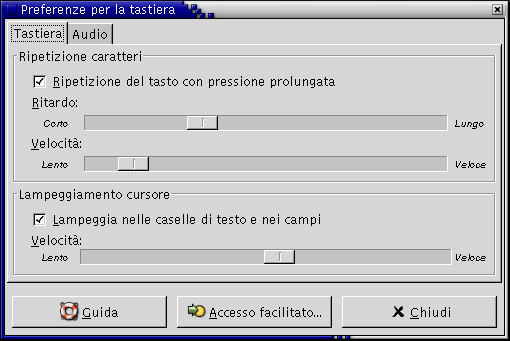 Preferenze per la tastiera
Tastiera Audio
Ripetizione caratteri
Ripetizione del tasto con pressione prolungata
Ritardo:
Corto Lungo
Velocità:
Lento Veloce
Lampeggiamento cursore
Lampeggia nelle caselle di testo e nei campi
Velocità:
Lento Veloce
Guida Accesso facilitato... Chiudi